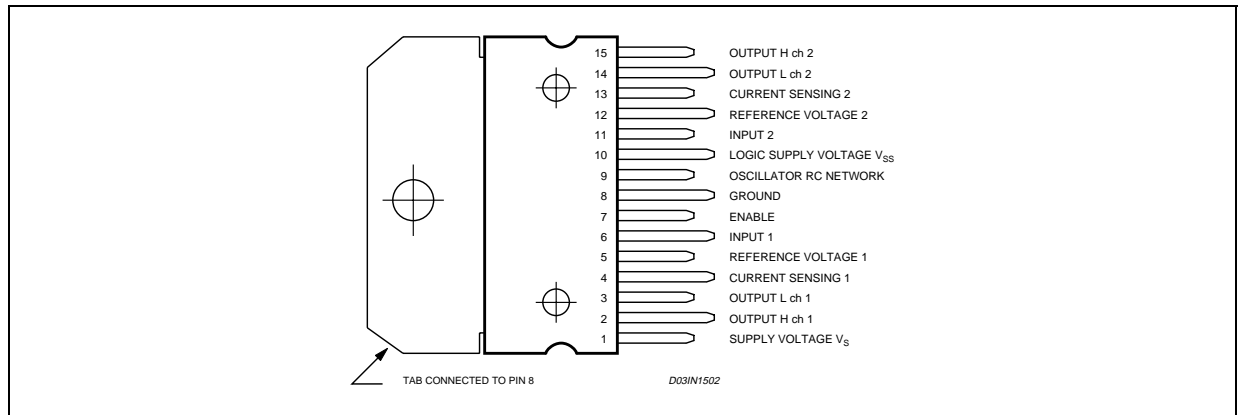 15 OUTPUT H ch 2
14 OUTPUT L ch 2
13 CURRENT SENSING 2
12 REFERENCE VOLTAGE 2
11 INPUT 2
10 LOGIC SUPPLY VOLTAGE VSS
9 OSCILLATOR RC NETWORK
8 GROUND
7 ENABLE
6 INPUT 1
5 REFERENCE VOLTAGE 1
4 CURRENT SENSING 1
3 OUTPUT L ch 1
2 OUTPUT H ch 1
1 SUPPLY VOLTAGE VS
TAB CONNECTED TO PIN 8
D03IN1502